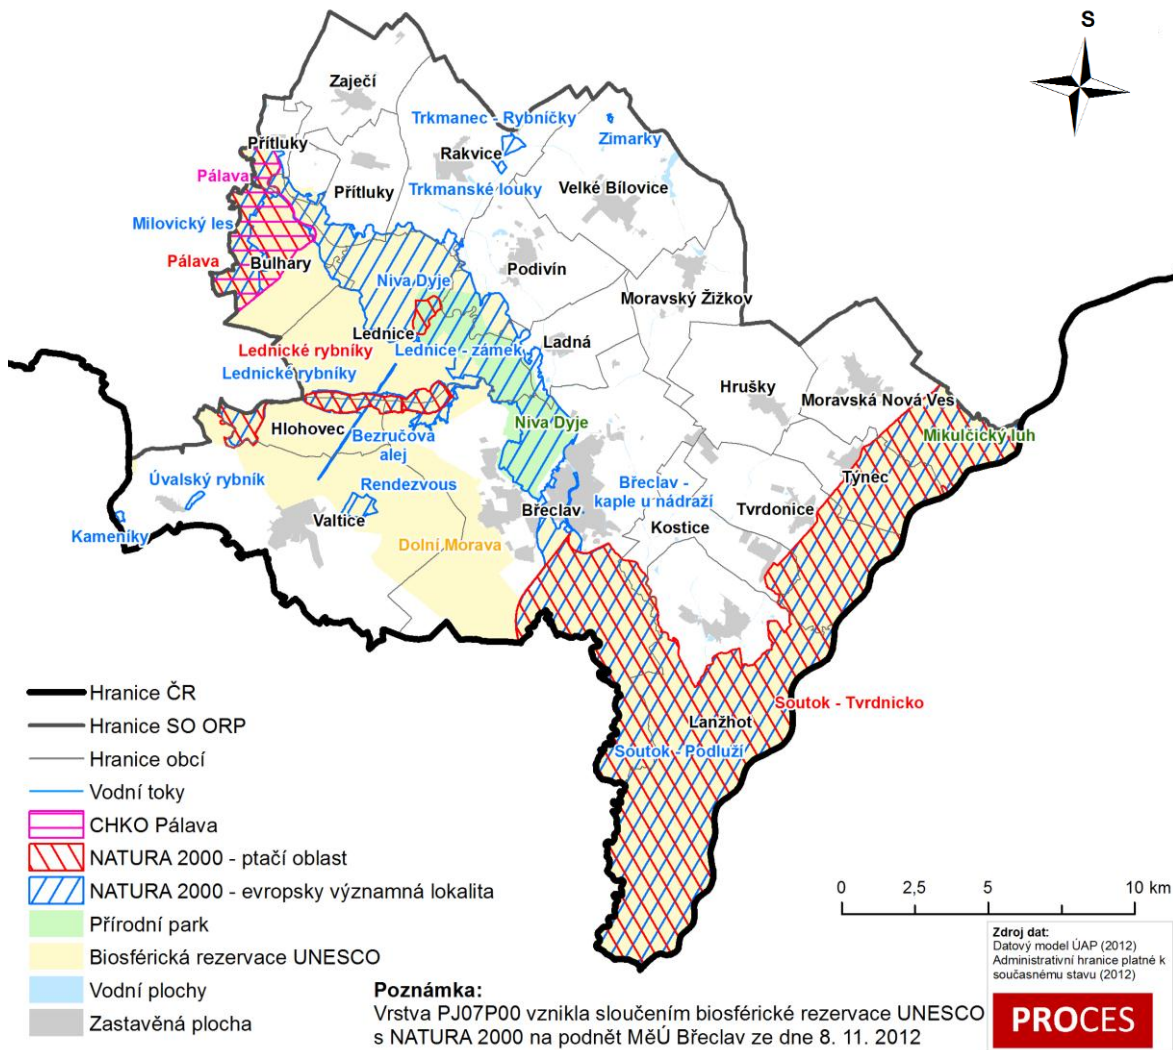 S
Zaječí
Trkmanec - Rybníčky
Zimarky
Přítluky
Rakvice
Pálava
Přítluky
Trkmanské louky
Velké Bílovice
Milovický les
Pálava
Bulhary
Niva Dyje
Podivín
Moravský Žižkov
Lednice
Ladná
Lednické rybníky
Lednice - zámek
Lednické rybníky
Hrušky
Moravská Nová Ves
Hlohovec
Niva Dyje
Bezručova
alej
Mikulčický luh
Týnec
Úvalský rybník
Rendezvous
Břeclav -
kaple u nádraží
Valtice
Břeclav
Tvrdonice
Kostice
Kameníky
Dolní Morava
Soutok - Tvrdnicko
Lanžhot
Soutok - Podluží
Hranice ČR
Hranice SO ORP
Hranice obcí
Vodní toky
CHKO Pálava
NATURA 2000 - ptačí oblast
NATURA 2000 - evropsky významná lokalita
Přírodní park
Biosférická rezervace UNESCO
Vodní plochy
Zastavěná plocha
0 2,5 5 10 km
Poznámka:
Vrstva PJ07P00 vznikla sloučením biosférické rezervace UNESCO
s NATURA 2000 na podnět MěÚ Břeclav ze dne 8. 11. 2012
Zdroj dat:
Datový model ÚAP (2012)
Administrativní hranice platné k
současnému stavu (2012)
PROCES